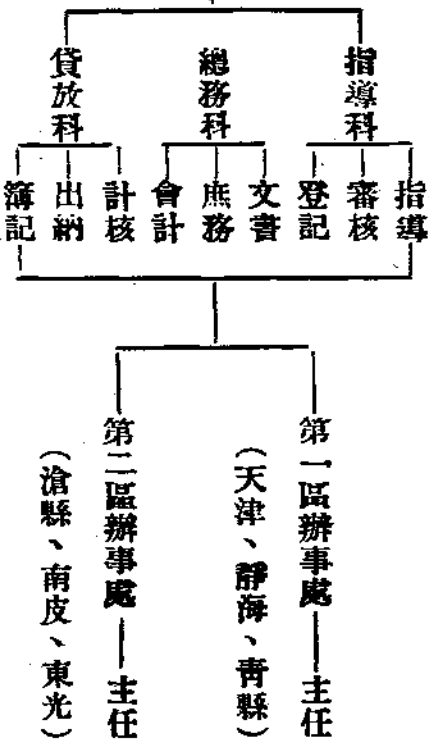 指導科
總務科
貸放科
指導
審核
登記
文書
庶務
會計
計核
出納
簿記
第一區辦事處——主任
（天津、靜海、青縣）
第二區辦事處——主任
（滄縣、南皮、東光）